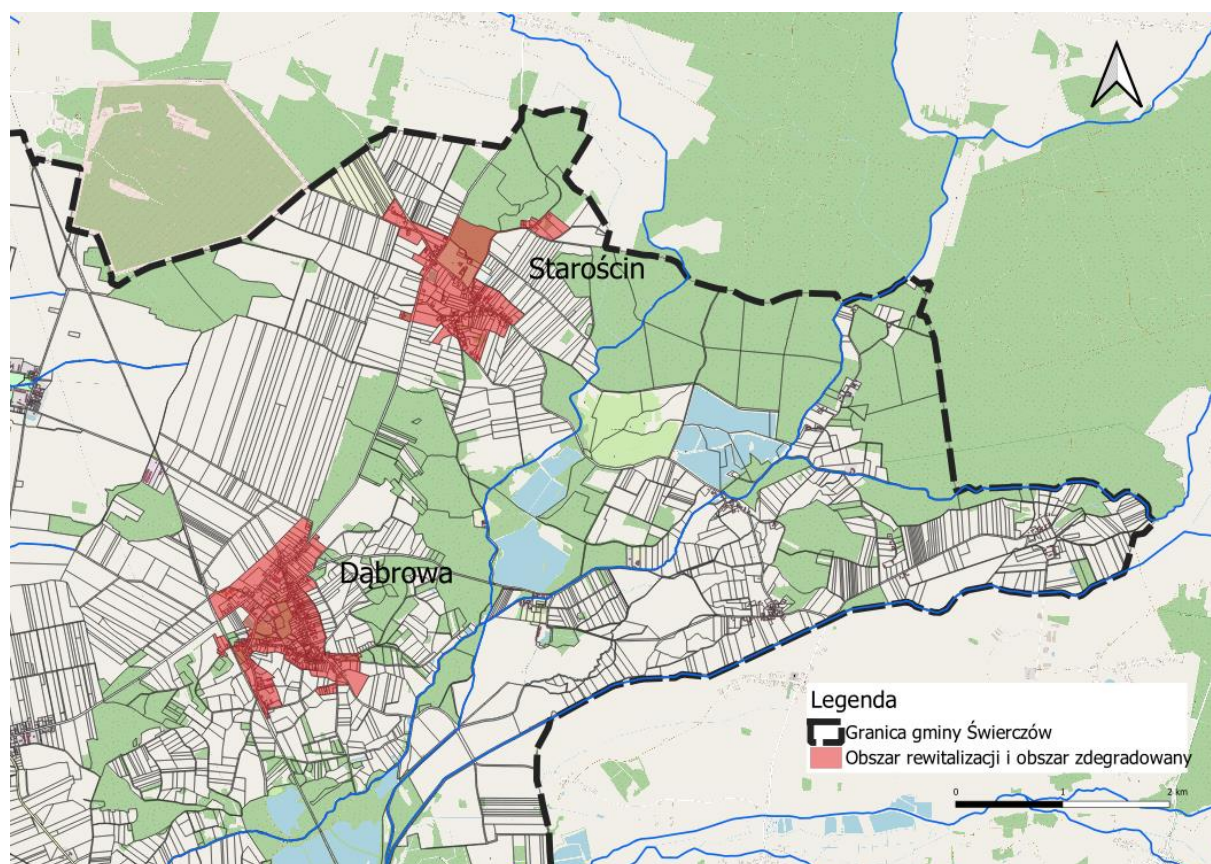 Starościn
Dąbrowa
Legenda
Granica gminy Świerczów
Obszar rewitalizacji i obszar zdegradowany
0 1 2 km